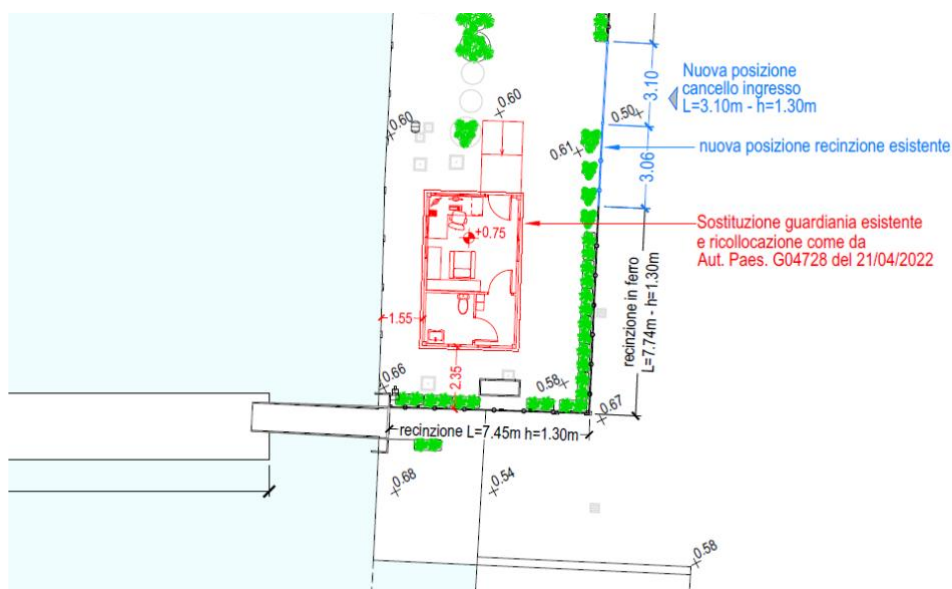 3.10
Nuova posizione
cancello ingresso
L=3.10m - h=1.30m
0.60
0.60
0.50
0.61
nuova posizione recinzione esistente
3.06
Sostituzione guardiania esistente
e ricollocazione come da
Aut. Paes. G04728 del 21/04/2022
+0.75
1.55
recinzione in ferro
L=7.74m - h=1.30m
0.66
2.35
0.58
0.67
recinzione L=7.45m h=1.30m
0.68
0.54
0.58